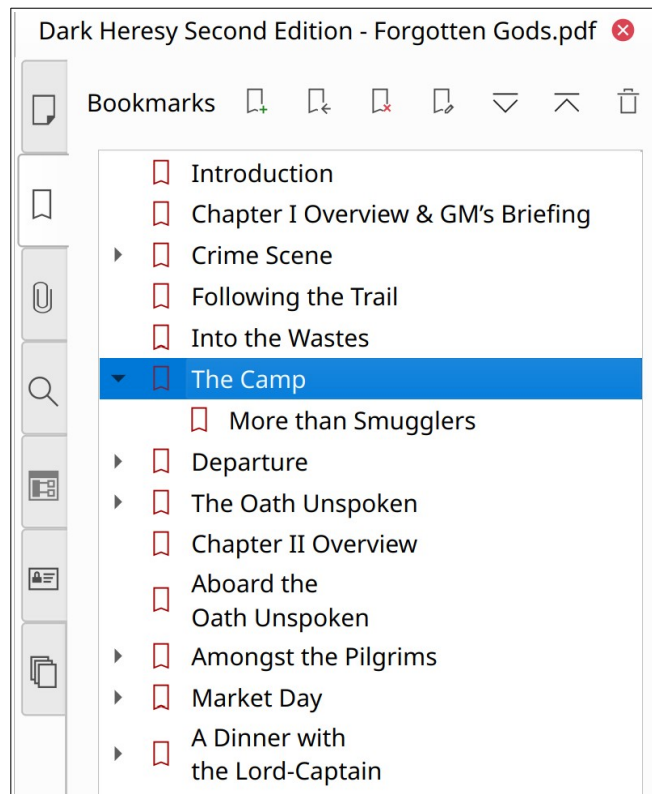 Dark Heresy Second Edition - Forgotten Gods.pdf
Bookmarks
Introduction
Chapter I Overview & GM's Briefing
Crime Scene
Following the Trail
Into the Wastes
The Camp
More than Smugglers
Departure
The Oath Unspoken
Chapter II Overview
Aboard the
Oath Unspoken
Amongst the Pilgrims
Market Day
A Dinner with
the Lord-Captain